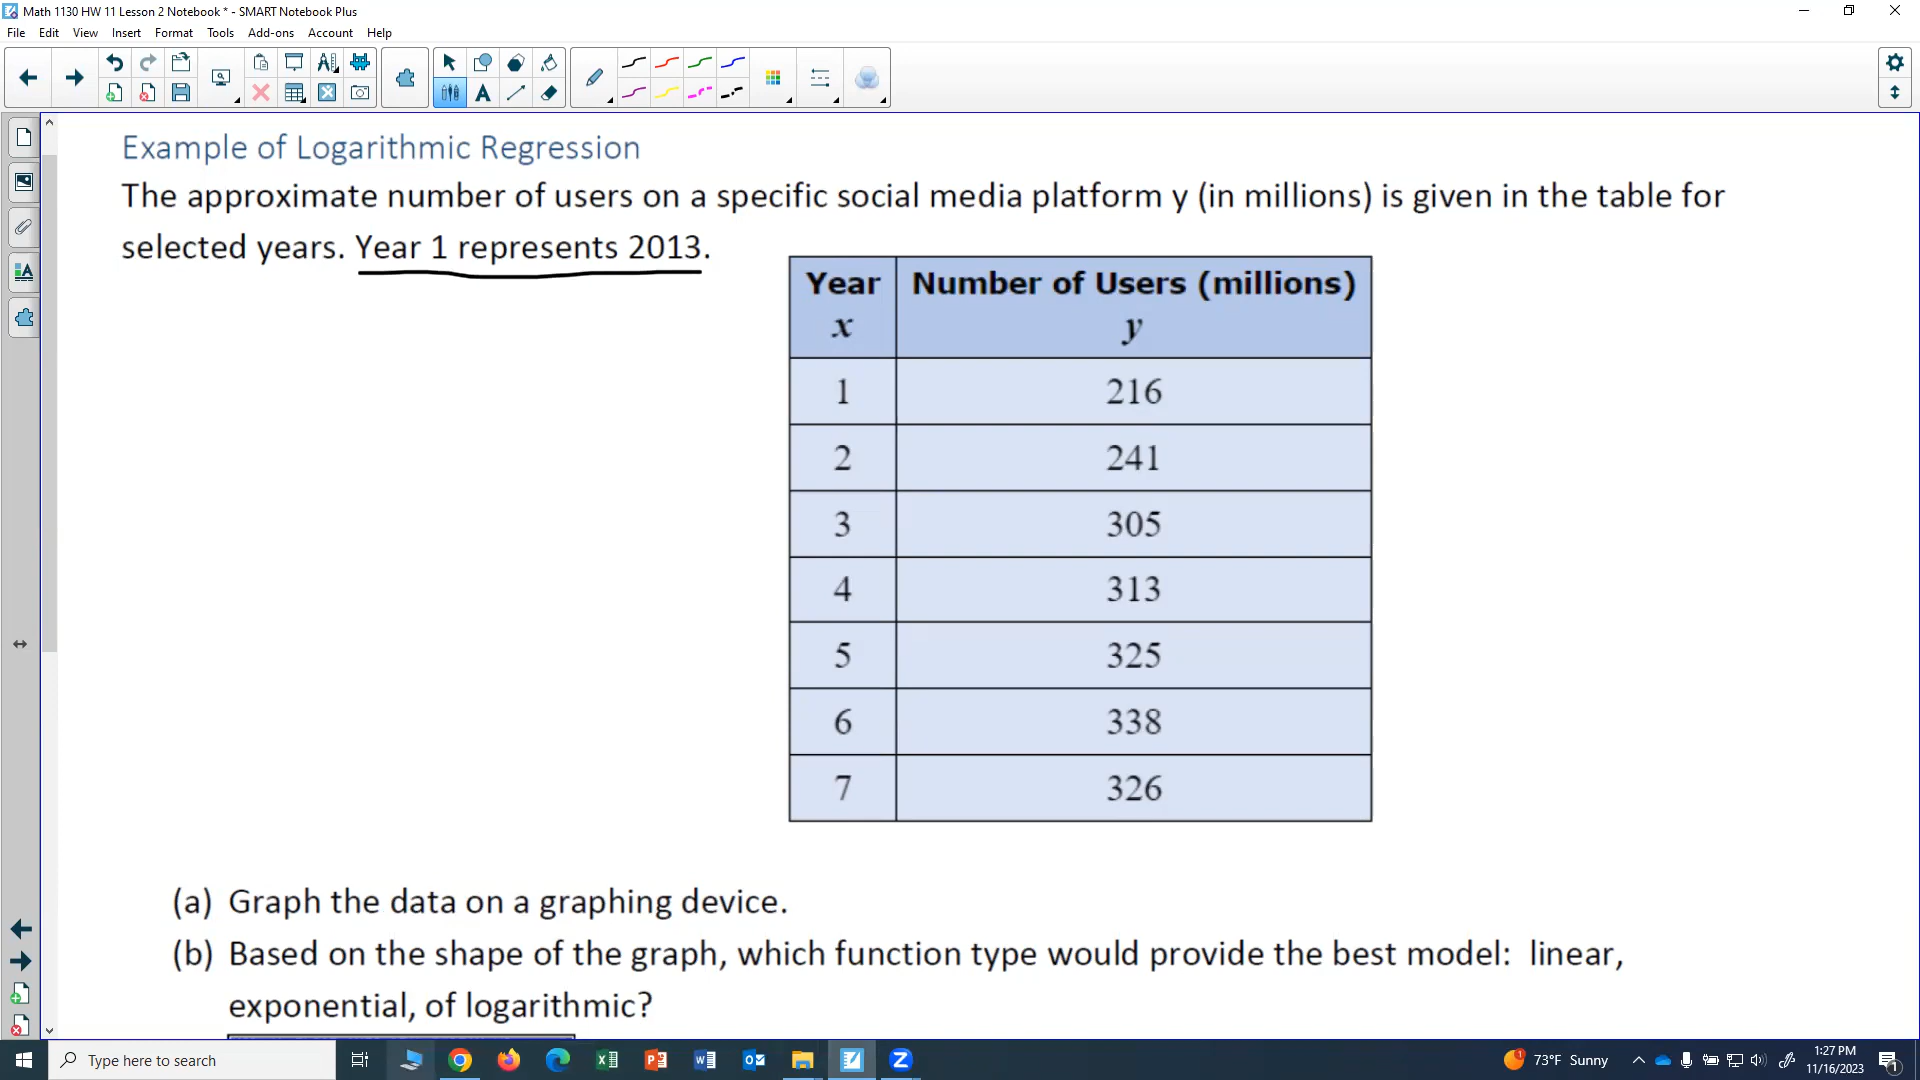 Math 1130 HW 11 Lesson 2 Notebook * - SMART Notebook Plus
File Edit View Insert Format Tools Add-ons Account Help
Example of Logarithmic Regression
The approximate number of users on a specific social media platform y (in millions) is given in the table for
selected years. Year 1 represents 2013.
Year Number of Users (millions)
x y
1 216
2 241
3 305
4 313
5 325
6 338
7 326
(a) Graph the data on a graphing device.
(b) Based on the shape of the graph, which function type would provide the best model: linear,
exponential, of logarithmic?
Type here to search
73°F Sunny
1:27 PM
11/16/2023